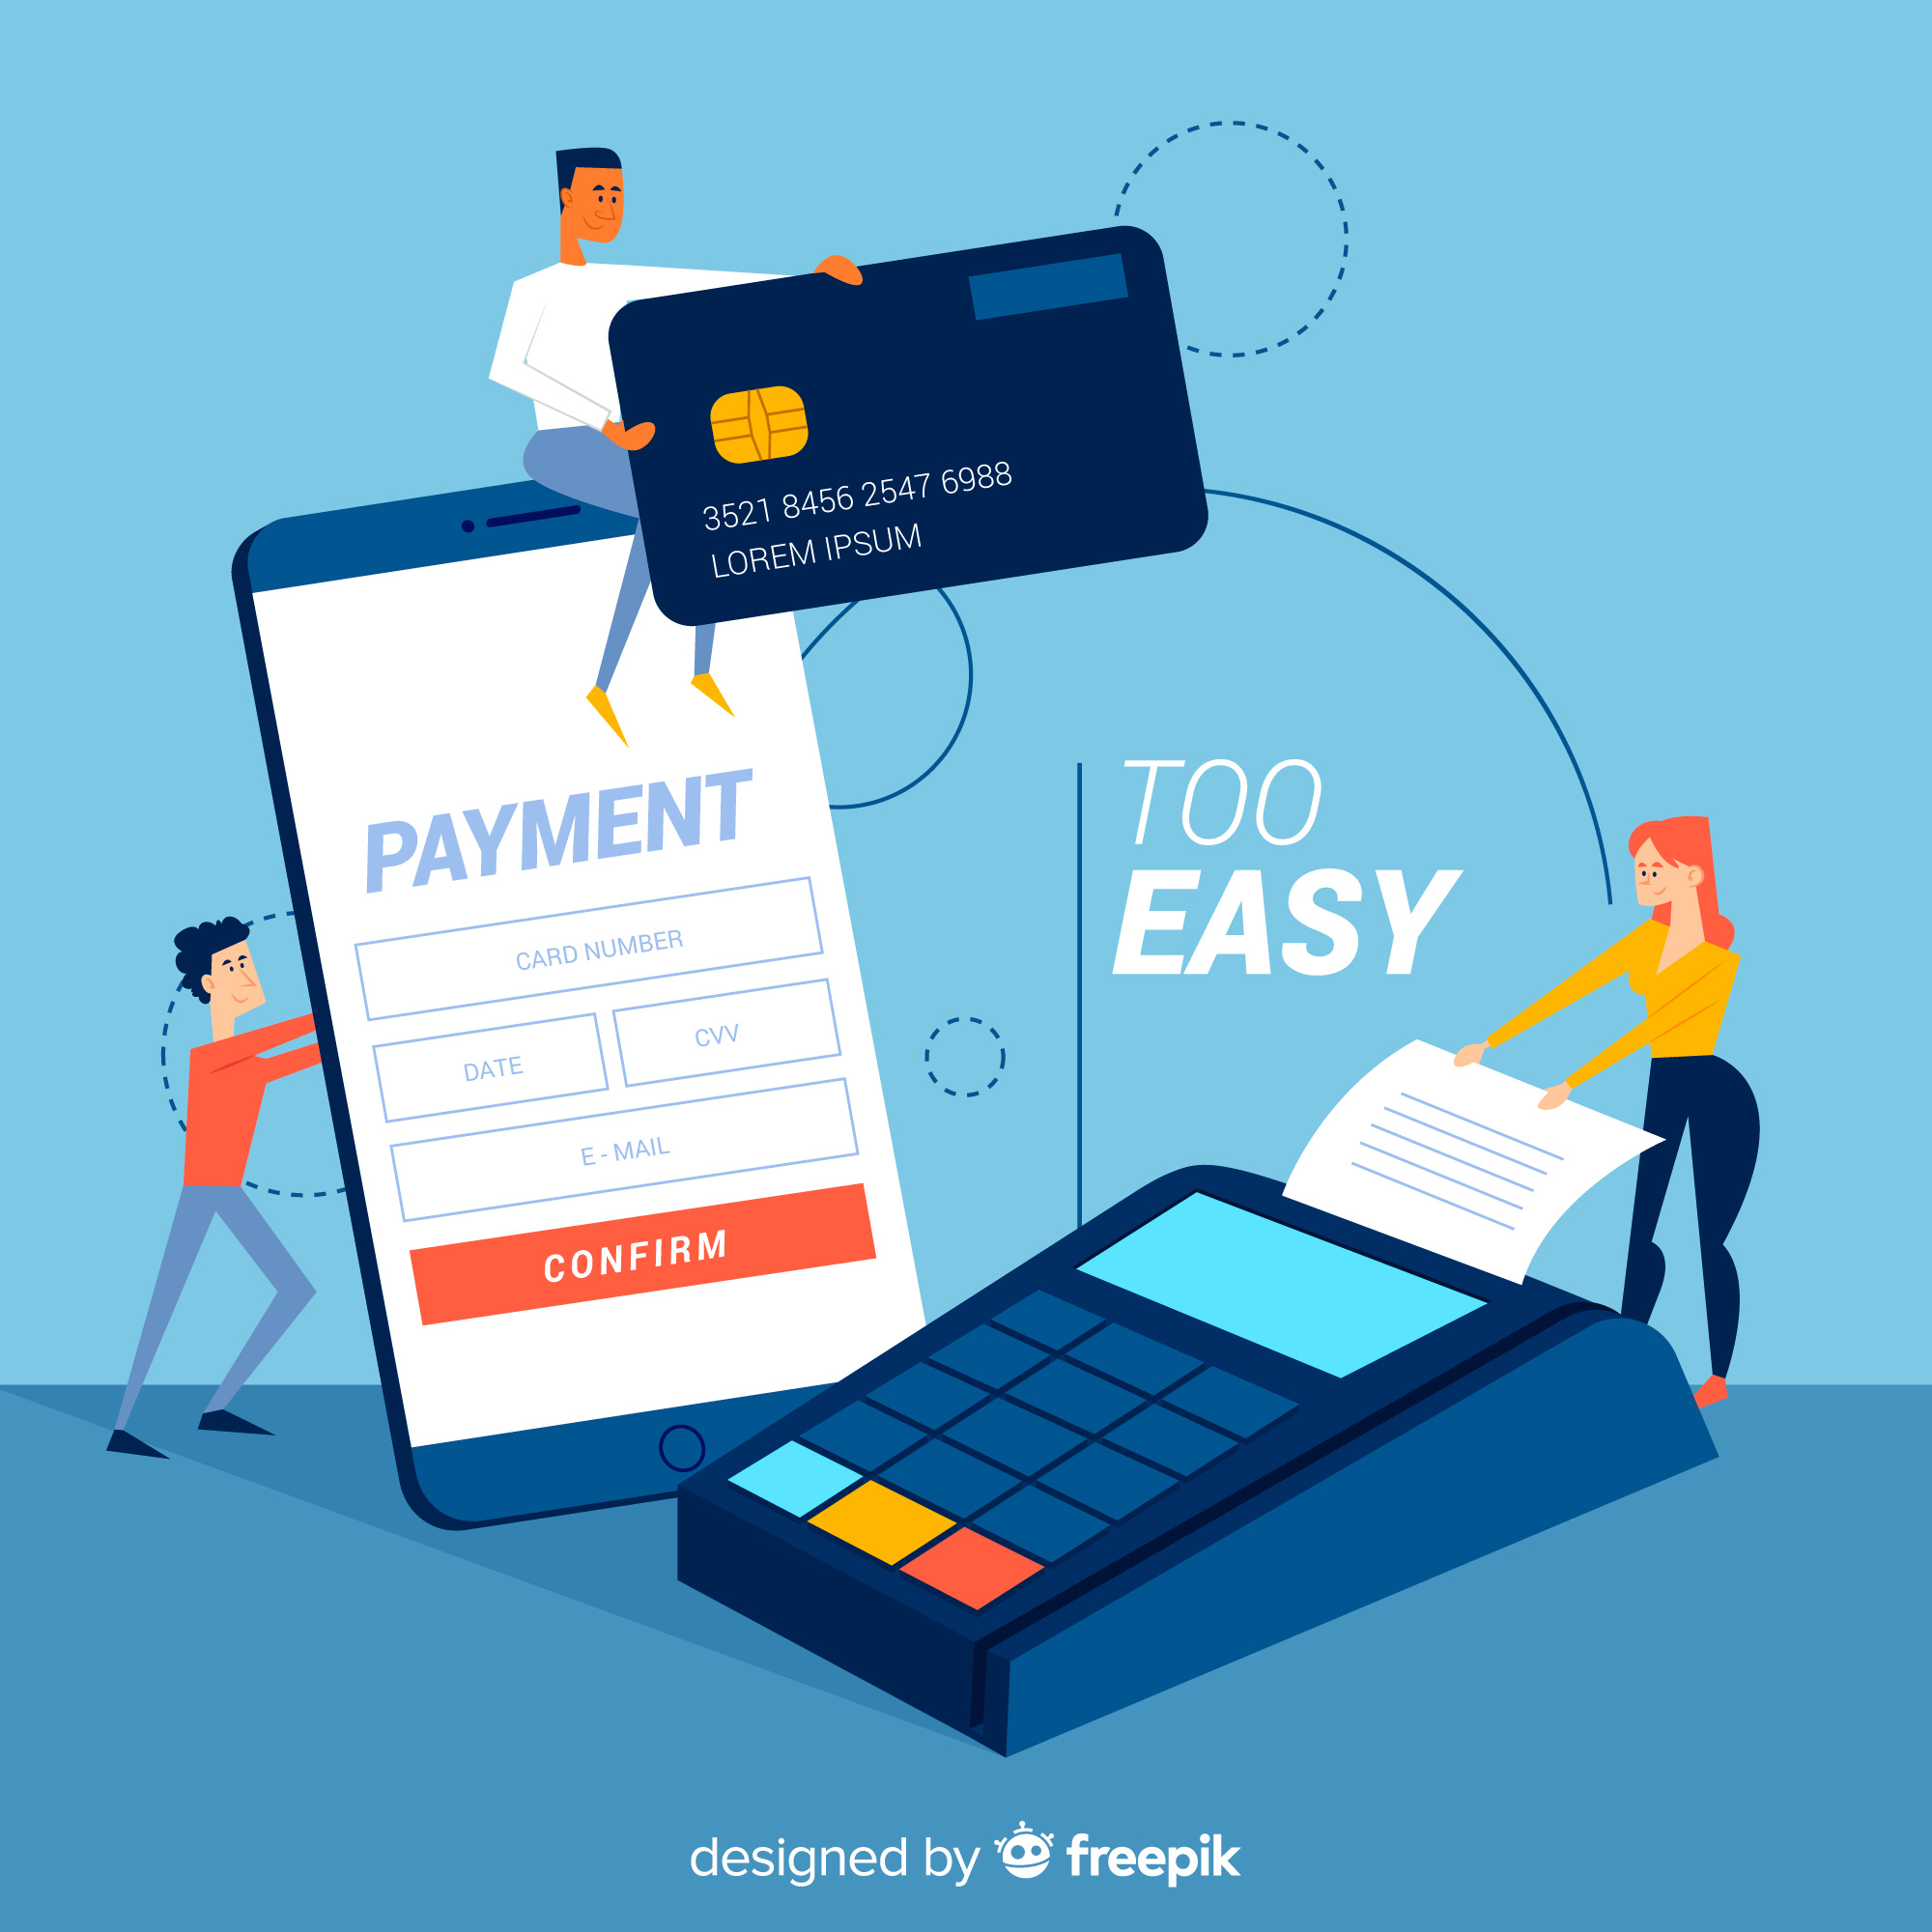 3521 8456 2547 6988
LOREM IPSUM
PAYMENT
CARD NUMBER
DATE
CVV
E - MAIL
CONFIRM
TOO
EASY
designed by freepik